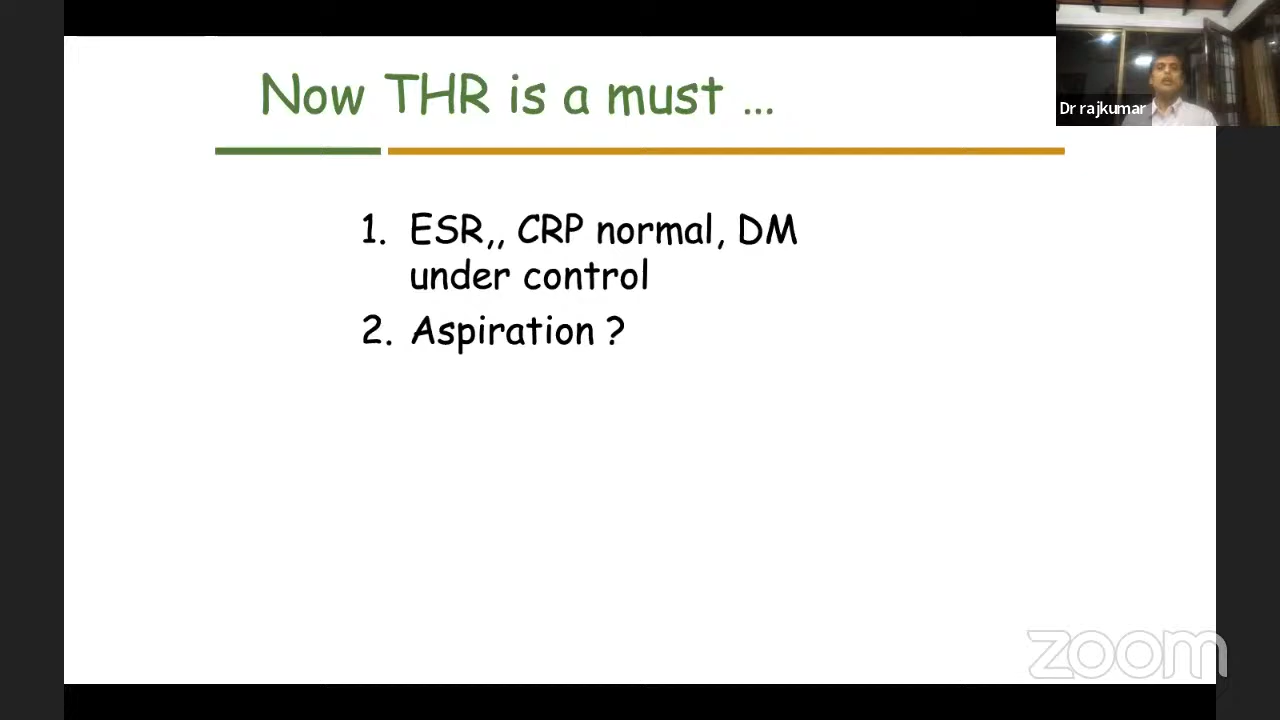 Now THR is a must ...
Dr rajkumar
1. ESR,, CRP normal, DM
under control
2. Aspiration ?
zoom